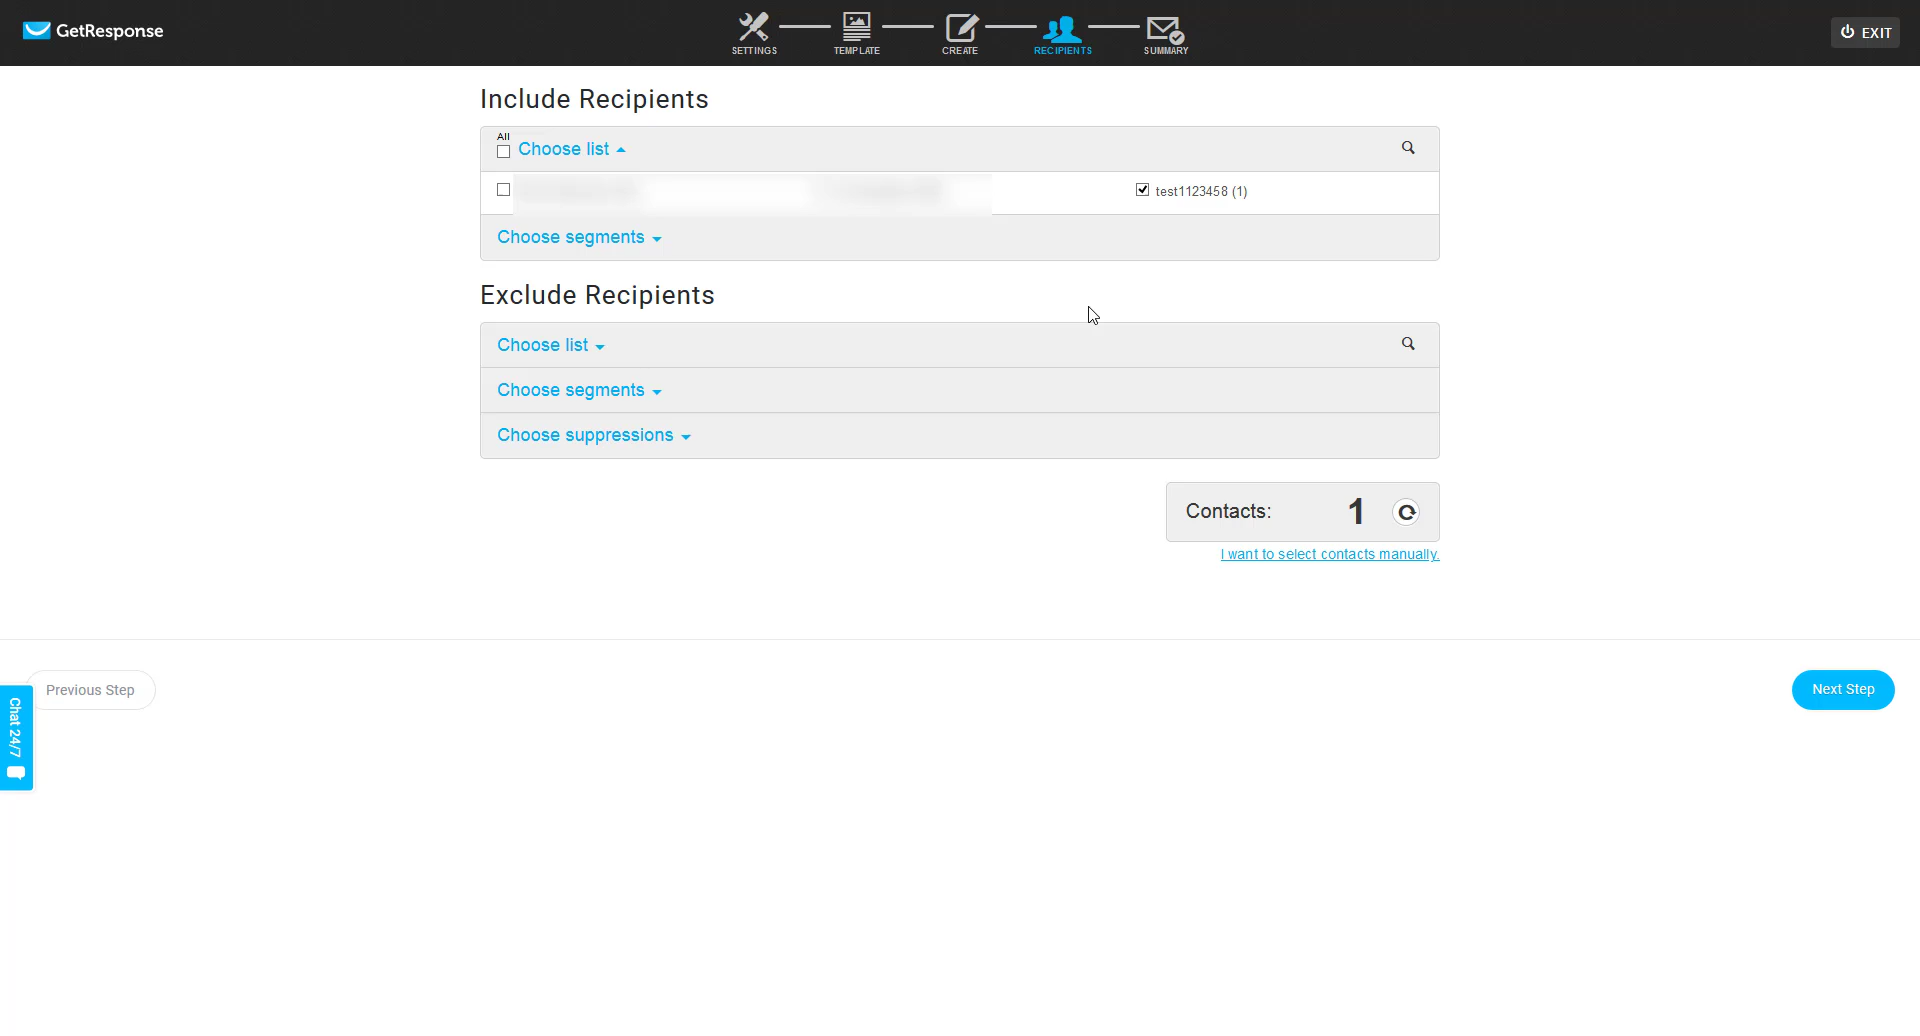 GetResponse
SETTINGS
TEMPLATE
CREATE
RECIPIENTS
SUMMARY
EXIT
Include Recipients
All
Choose list
test1123458 (1)
Choose segments
Exclude Recipients
Choose list
Choose segments
Choose suppressions
Contacts: 1
I want to select contacts manually.
Previous Step
Next Step
Chat 24/7